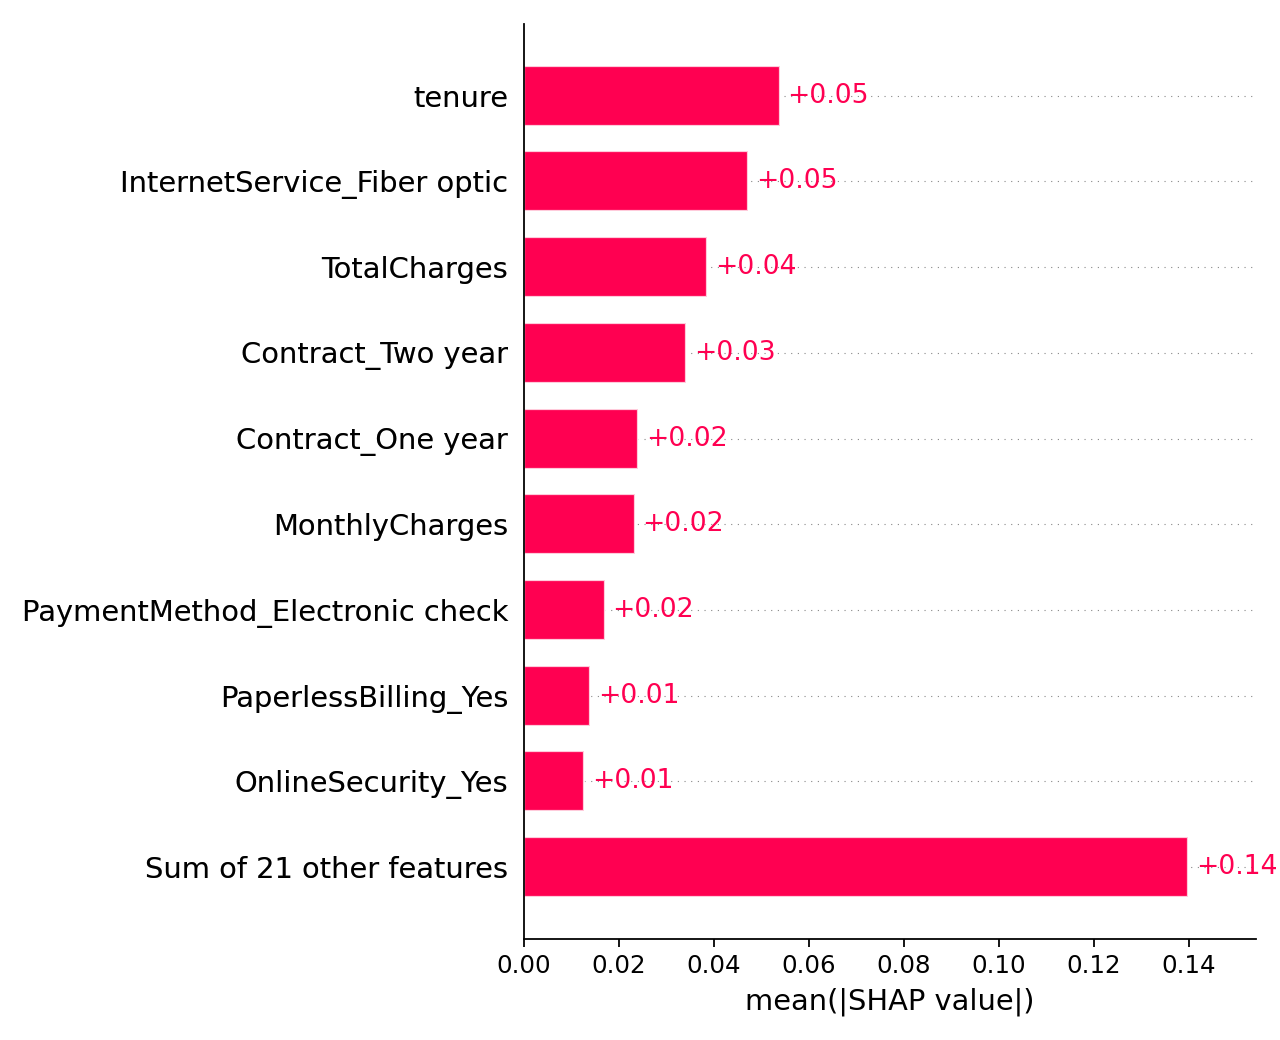 tenure +0.05
InternetService_Fiber optic +0.05
TotalCharges +0.04
Contract_Two year +0.03
Contract_One year +0.02
MonthlyCharges +0.02
PaymentMethod_Electronic check +0.02
PaperlessBilling_Yes +0.01
OnlineSecurity_Yes +0.01
Sum of 21 other features +0.14
0.00 0.02 0.04 0.06 0.08 0.10 0.12 0.14
mean(|SHAP value|)